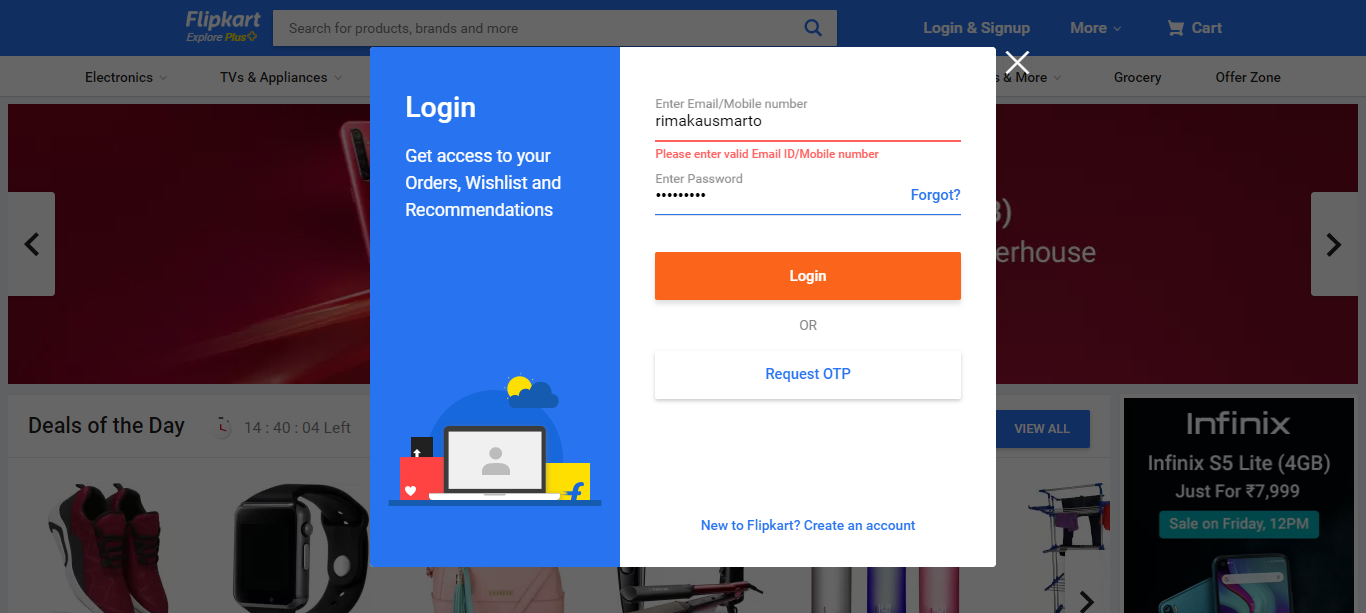 Flipkart
Explore Plus
Search for products, brands and more
Login & Signup
More
Cart
Electronics
TVs & Appliances
s & More
Grocery
Offer Zone
Login
Get access to your
Orders, Wishlist and
Recommendations
Enter Email/Mobile number
rimakausmarto
Please enter valid Email ID/Mobile number
Enter Password
•••••••••
Forgot?
Login
OR
Request OTP
New to Flipkart? Create an account
3)
erhouse
Deals of the Day
14 : 40 : 04 Left
VIEW ALL
Infinix
Infinix S5 Lite (4GB)
Just For ₹7,999
Sale on Friday, 12PM